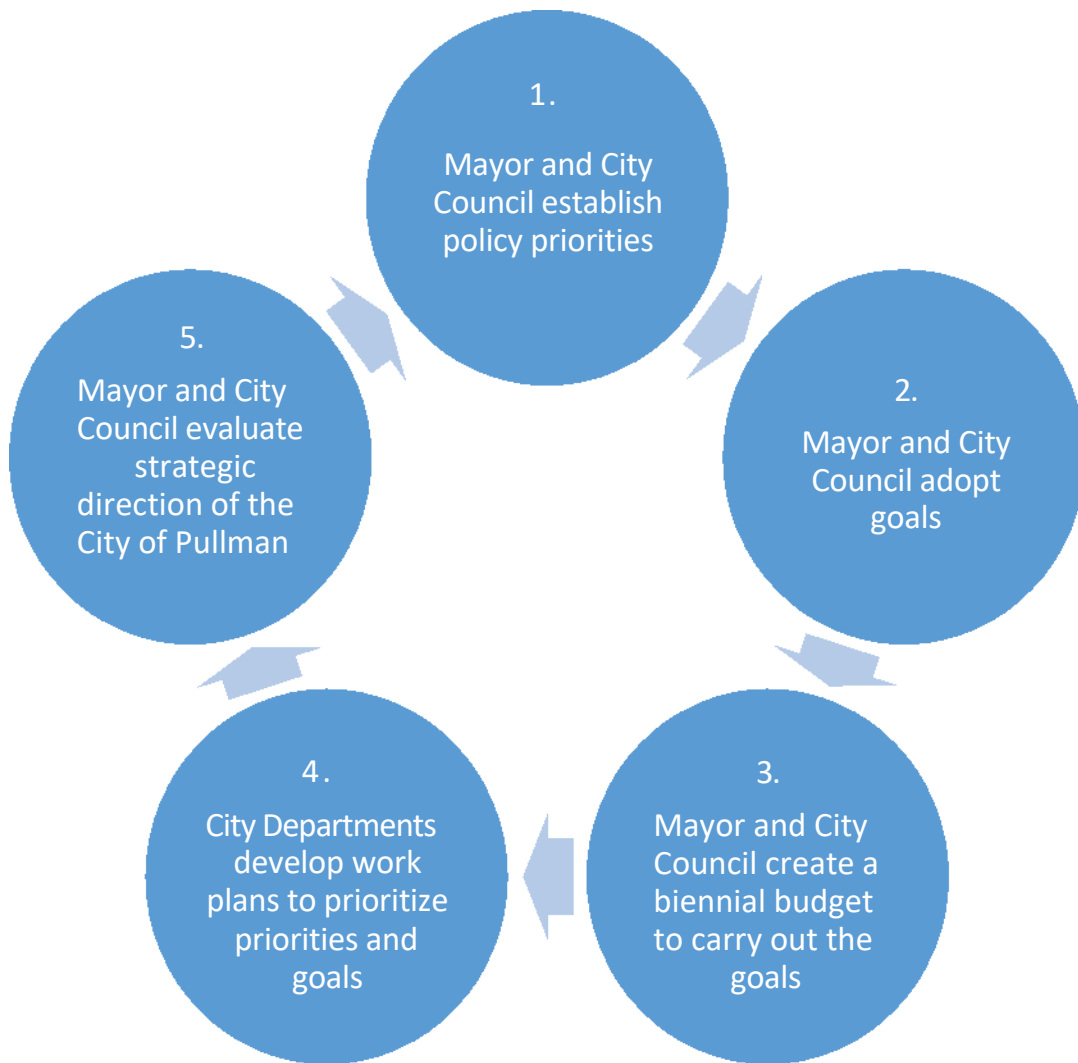 1.
Mayor and City
Council establish
policy priorities
2.
Mayor and City
Council adopt
goals
3.
Mayor and City
Council create a
biennial budget
to carry out the
goals
4.
City Departments
develop work
plans to prioritize
priorities and
goals
5.
Mayor and City
Council evaluate
strategic
direction of the
City of Pullman